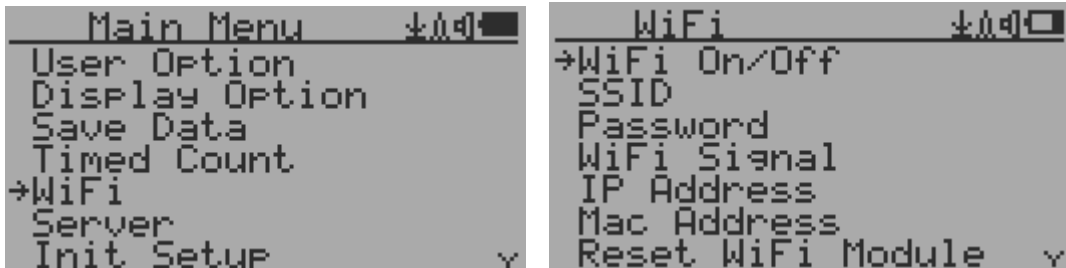 Main Menu
User Option
Display Option
Save Data
Timed Count
→WiFi
Server
Init Setup
WiFi
→WiFi On/Off
SSID
Password
WiFi Signal
IP Address
Mac Address
Reset WiFi Module